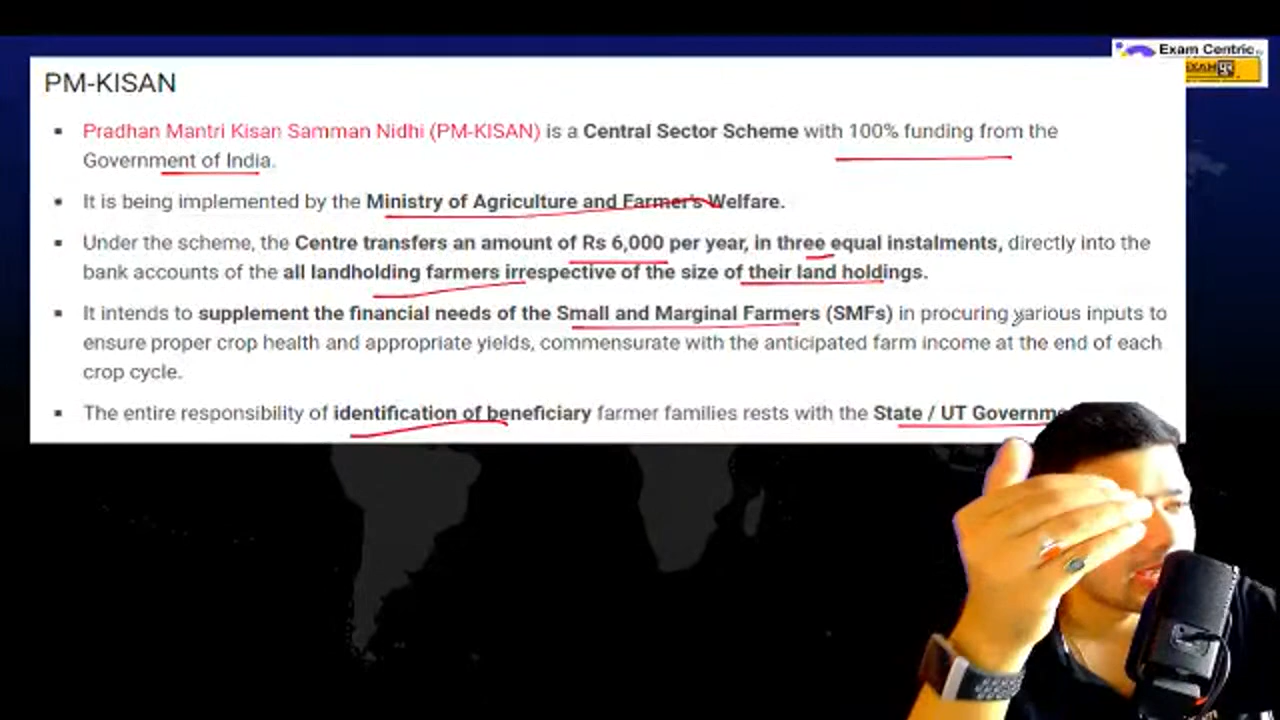 Exam Centric
EXAMपुर
PM-KISAN
▪ Pradhan Mantri Kisan Samman Nidhi (PM-KISAN) is a Central Sector Scheme with 100% funding from the
Government of India.
▪ It is being implemented by the Ministry of Agriculture and Farmer's Welfare.
▪ Under the scheme, the Centre transfers an amount of Rs 6,000 per year, in three equal instalments, directly into the
bank accounts of the all landholding farmers irrespective of the size of their land holdings.
▪ It intends to supplement the financial needs of the Small and Marginal Farmers (SMFs) in procuring various inputs to
ensure proper crop health and appropriate yields, commensurate with the anticipated farm income at the end of each
crop cycle.
▪ The entire responsibility of identification of beneficiary farmer families rests with the State / UT Governme